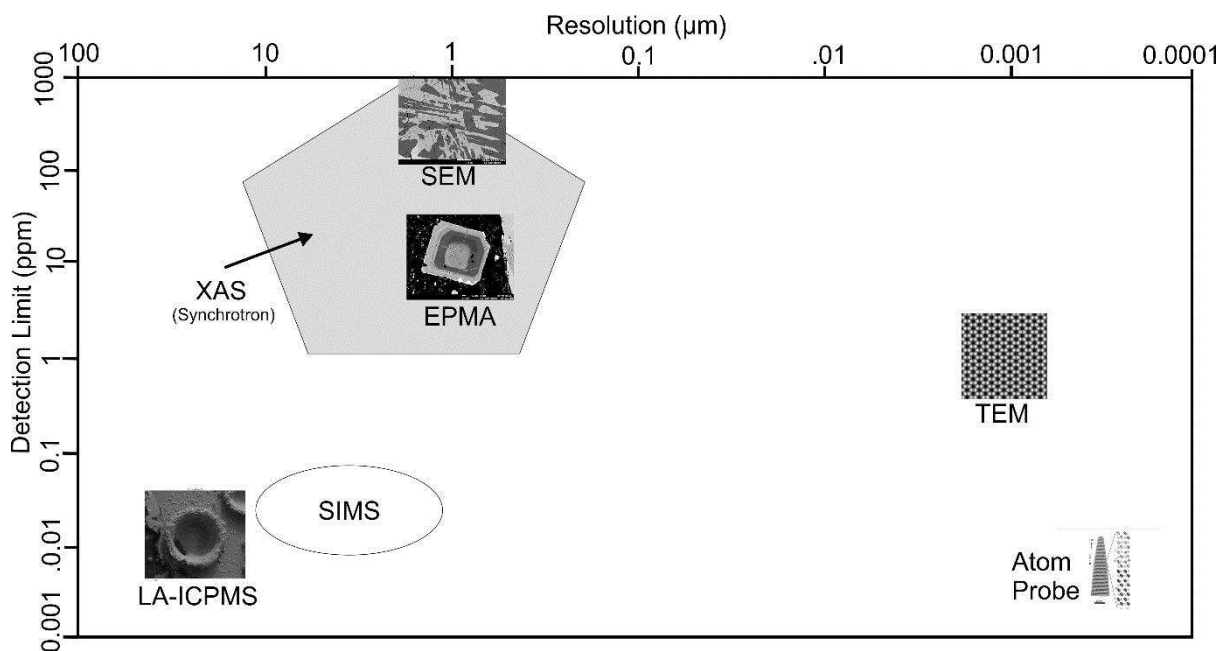 Resolution (µm)
100 10 1 0.1 .01 0.001 0.0001
Detection Limit (ppm)
1000
100
10
1
0.1
.01
0.001
SEM
XAS
(Synchrotron)
EPMA
TEM
SIMS
LA-ICPMS
Atom
Probe